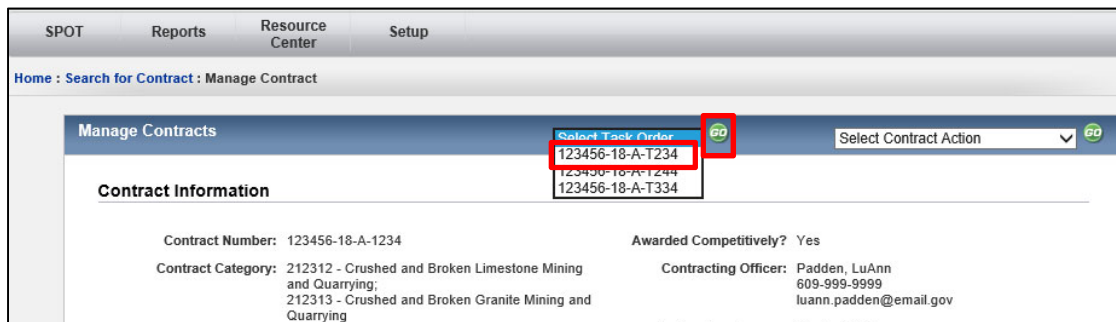 SPOT Reports Resource Center Setup
Home : Search for Contract : Manage Contract
Manage Contracts Select Task Order GO Select Contract Action GO
123456-18-A-T234
123456-18-A-T244
123456-18-A-T334
Contract Information
Contract Number: 123456-18-A-1234 Awarded Competitively? Yes
Contract Category: 212312 - Crushed and Broken Limestone Mining Contracting Officer: Padden, LuAnn
and Quarrying; 609-999-9999
212313 - Crushed and Broken Granite Mining and luann.padden@email.gov
Quarrying